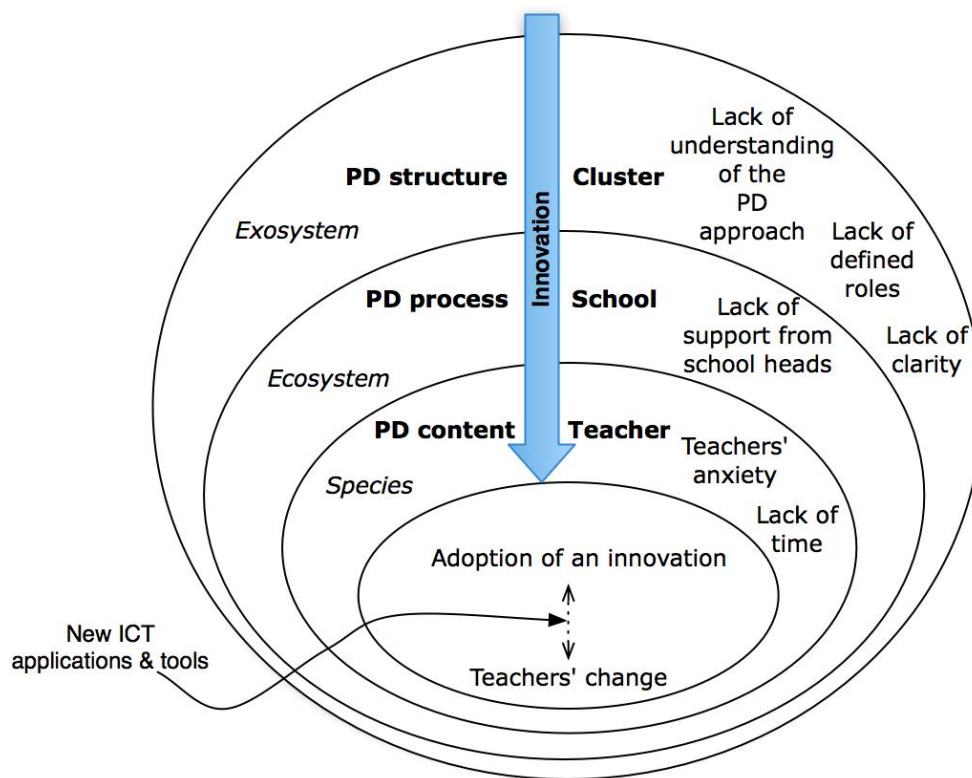 Lack of
understanding
of the
PD
approach
PD structure
Cluster
Exosystem
Innovation
Lack of
defined
roles
PD process
School
Lack of
support from
school heads
Lack of
clarity
Ecosystem
PD content
Teacher
Teachers'
anxiety
Species
Lack of
time
Adoption of an innovation
New ICT
applications & tools
Teachers' change